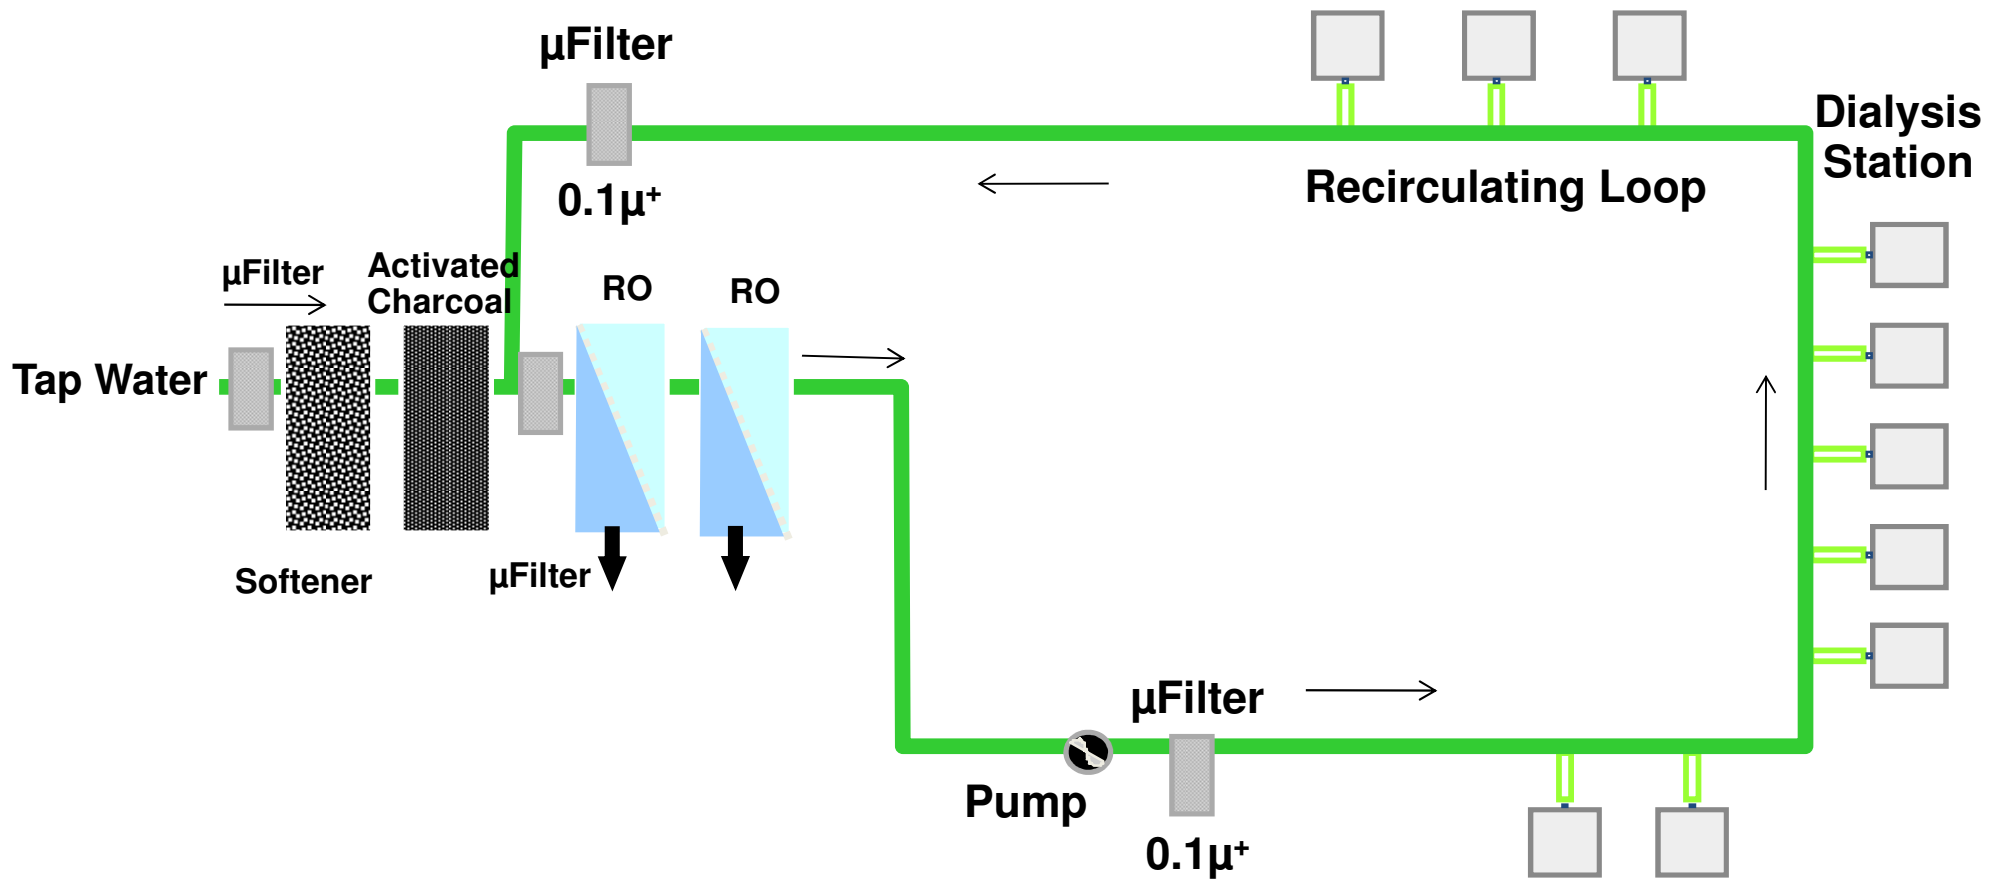 µFilter
0.1µ⁺
Dialysis
Station
Recirculating Loop
µFilter
Activated
Charcoal
RO
RO
Tap Water
Softener
µFilter
µFilter
Pump
0.1µ⁺